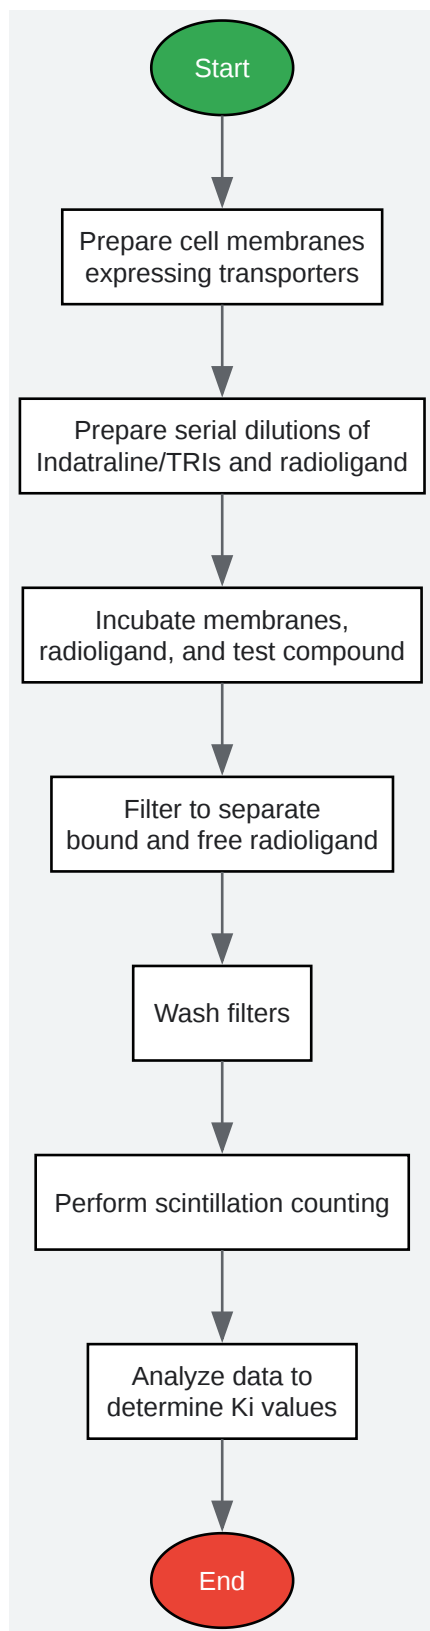 Start
Prepare cell membranes
expressing transporters
Prepare serial dilutions of
Indatraline/TRIs and radioligand
Incubate membranes,
radioligand, and test compound
Filter to separate
bound and free radioligand
Wash filters
Perform scintillation counting
Analyze data to
determine Ki values
End